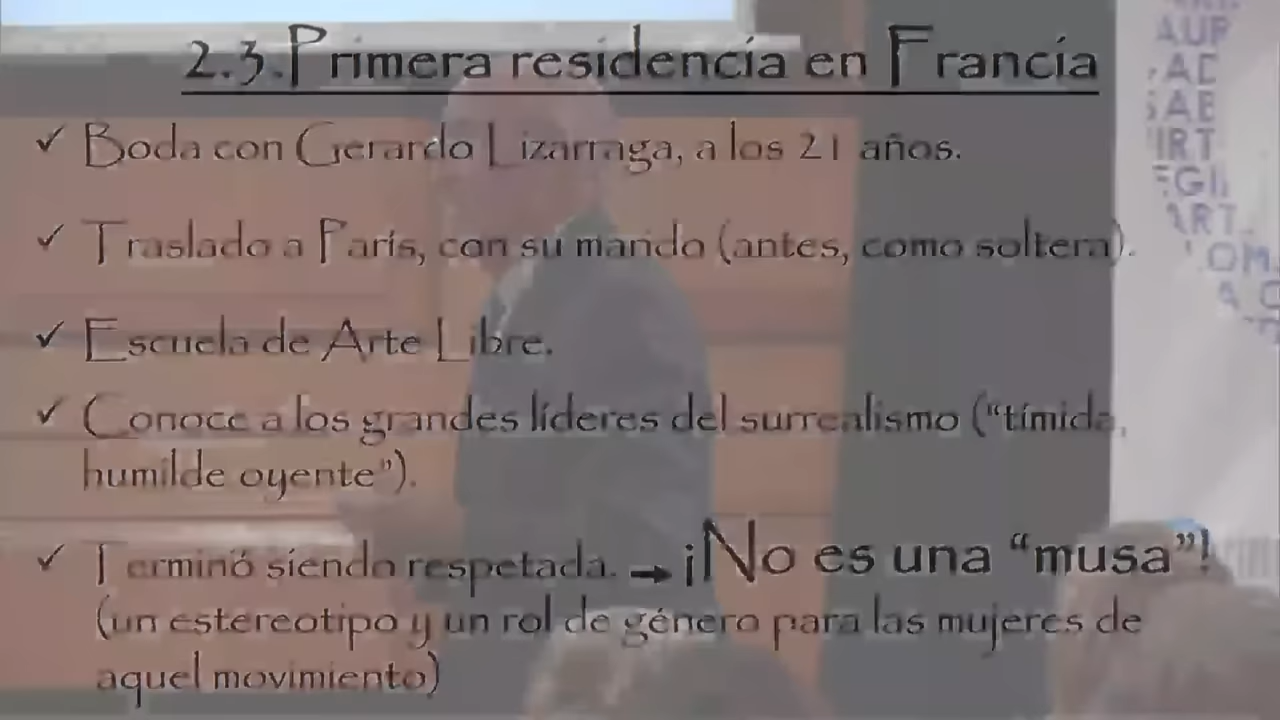 2.3.Primera residencia en Francia
✓ Boda con Gerardo Lizarraga, a los 21 años.
✓ Traslado a París, con su marido (antes, como soltera).
✓ Escuela de Arte Libre.
✓ Conoce a los grandes líderes del surrealismo (“tímida,
humilde oyente”).
✓ Terminó siendo respetada. → ¡No es una “musa”!
(un estereotipo y un rol de género para las mujeres de
aquel movimiento)